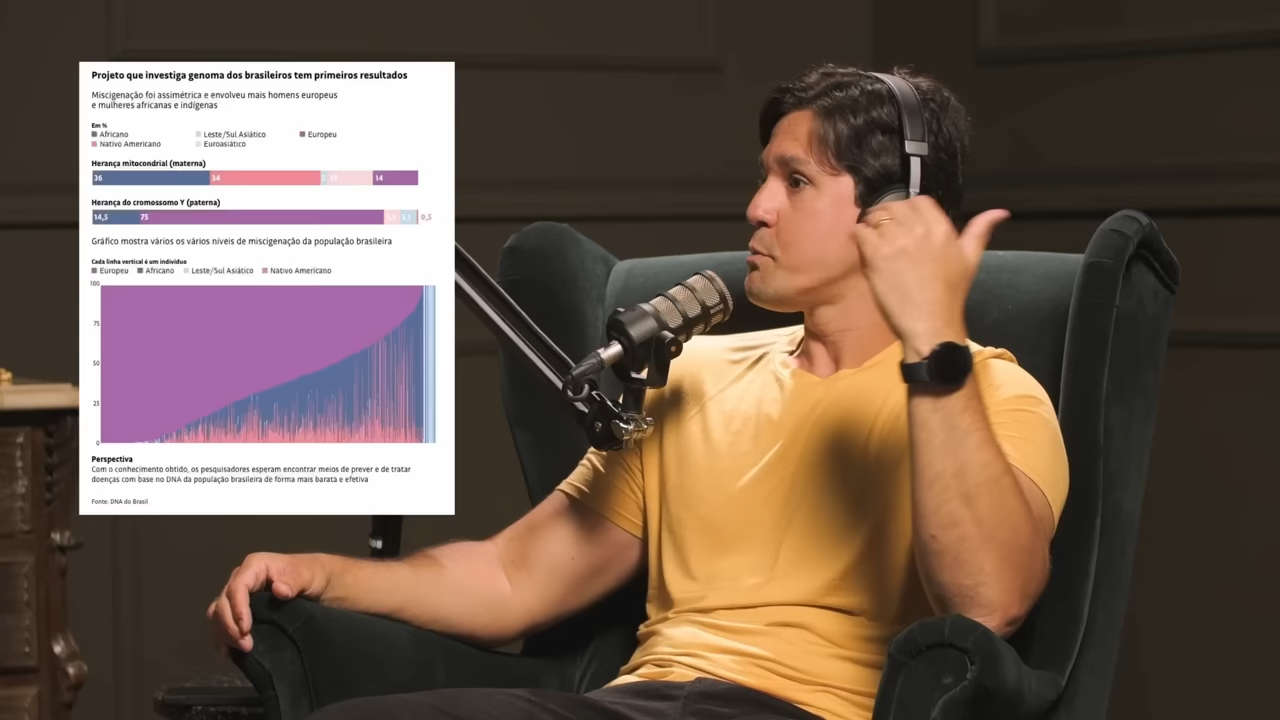 Projeto que investiga genoma dos brasileiros tem primeiros resultados
Miscigenação foi assimétrica e envolveu mais homens europeus
e mulheres africanas e indígenas
Em %
Africano Leste/Sul Asiático Europeu
Nativo Americano Euroasiático
Herança mitocondrial (materna)
36 34 14
Herança do cromossomo Y (paterna)
14,5 75 0,5
Gráfico mostra vários os vários níveis de miscigenação da população brasileira
Cada linha vertical é um indivíduo
Europeu Africano Leste/Sul Asiático Nativo Americano
100
75
50
25
0
Perspectiva
Com o conhecimento obtido, os pesquisadores esperam encontrar meios de prever e de tratar
doenças com base no DNA da população brasileira de forma mais barata e efetiva
Fonte: DNA do Brasil